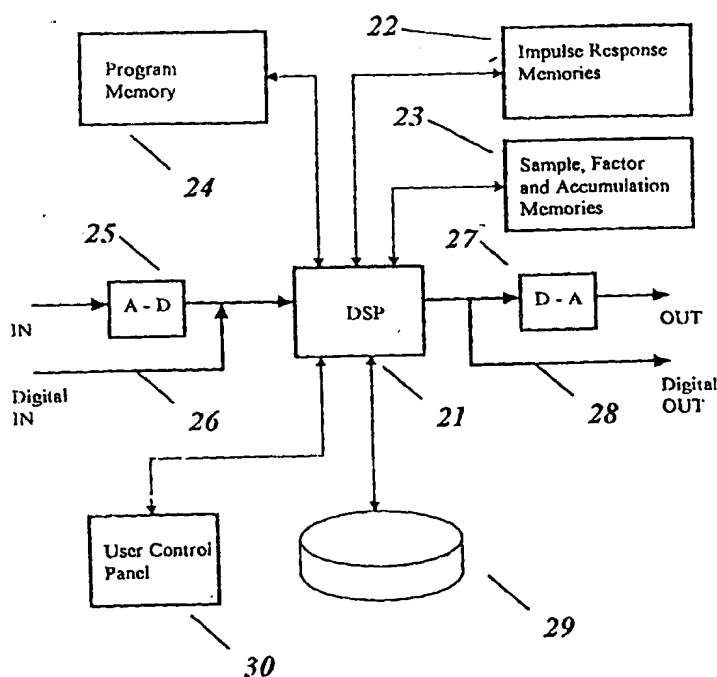 22
Impulse Response
Memories
Program
Memory
23
24
Sample, Factor
and Accumulation
Memories
25
27
A - D
DSP
D - A
IN
OUT
Digital
IN
26
21
28
Digital
OUT
User Control
Panel
29
30